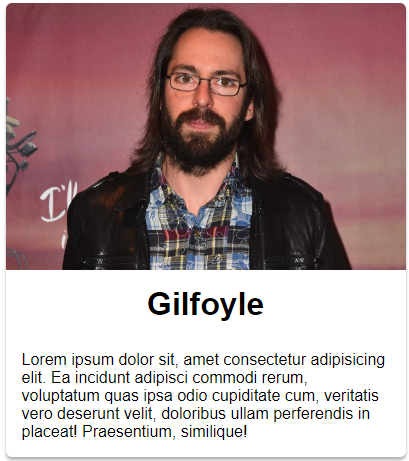 I'll
Gilfoyle
Lorem ipsum dolor sit, amet consectetur adipisicing
elit. Ea incidunt adipisci commodi rerum,
voluptatum quas ipsa odio cupiditate cum, veritatis
vero deserunt velit, doloribus ullam perferendis in
placeat! Praesentium, similique!